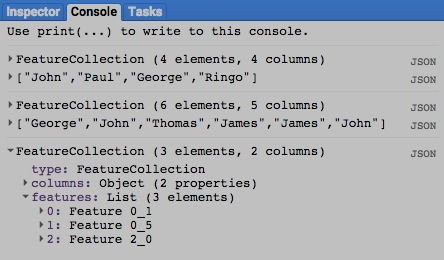 Inspector Console Tasks
Use print(...) to write to this console.
FeatureCollection (4 elements, 4 columns) JSON
["John","Paul","George","Ringo"] JSON
FeatureCollection (6 elements, 5 columns) JSON
["George","John","Thomas","James","James","John"] JSON
FeatureCollection (3 elements, 2 columns) JSON
type: FeatureCollection
columns: Object (2 properties)
features: List (3 elements)
0: Feature 0_1
1: Feature 0_5
2: Feature 2_0